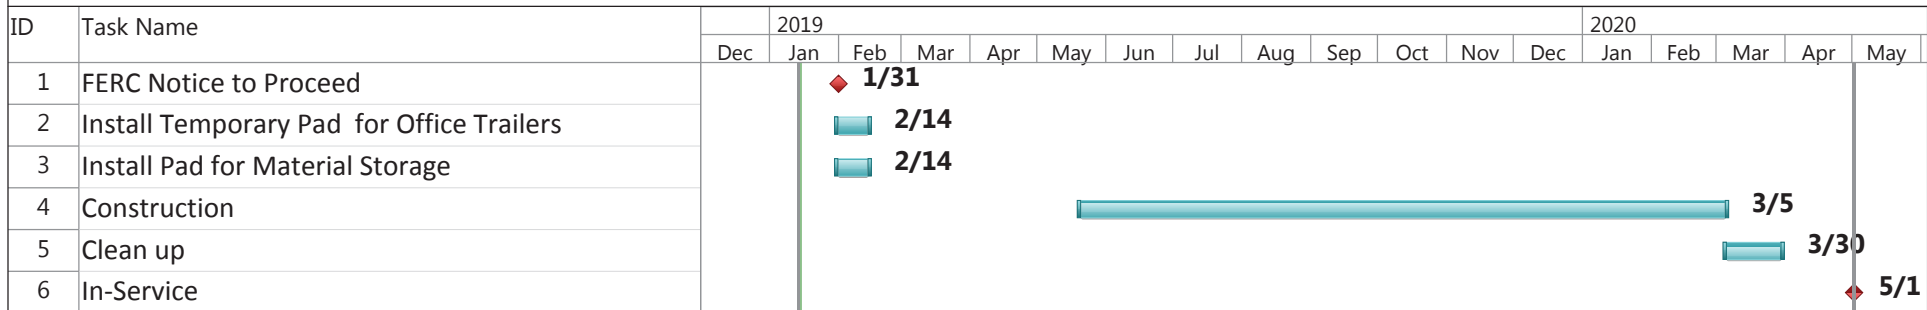 ID Task Name 2019 2020
Dec Jan Feb Mar Apr May Jun Jul Aug Sep Oct Nov Dec Jan Feb Mar Apr May
1 FERC Notice to Proceed 1/31
2 Install Temporary Pad for Office Trailers 2/14
3 Install Pad for Material Storage 2/14
4 Construction 3/5
5 Clean up 3/30
6 In-Service 5/1